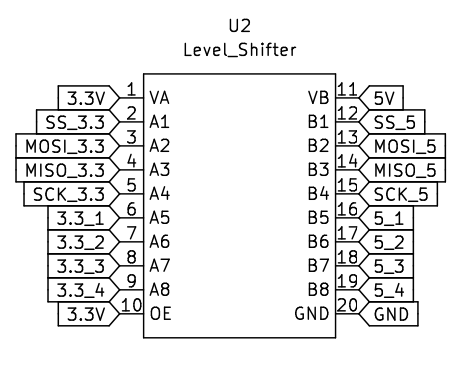 U2
Level_Shifter
3.3V 1 VA VB 11 5V
SS_3.3 2 A1 B1 12 SS_5
MOSI_3.3 3 A2 B2 13 MOSI_5
MISO_3.3 4 A3 B3 14 MISO_5
SCK_3.3 5 A4 B4 15 SCK_5
3.3_1 6 A5 B5 16 5_1
3.3_2 7 A6 B6 17 5_2
3.3_3 8 A7 B7 18 5_3
3.3_4 9 A8 B8 19 5_4
3.3V 10 OE GND 20 GND